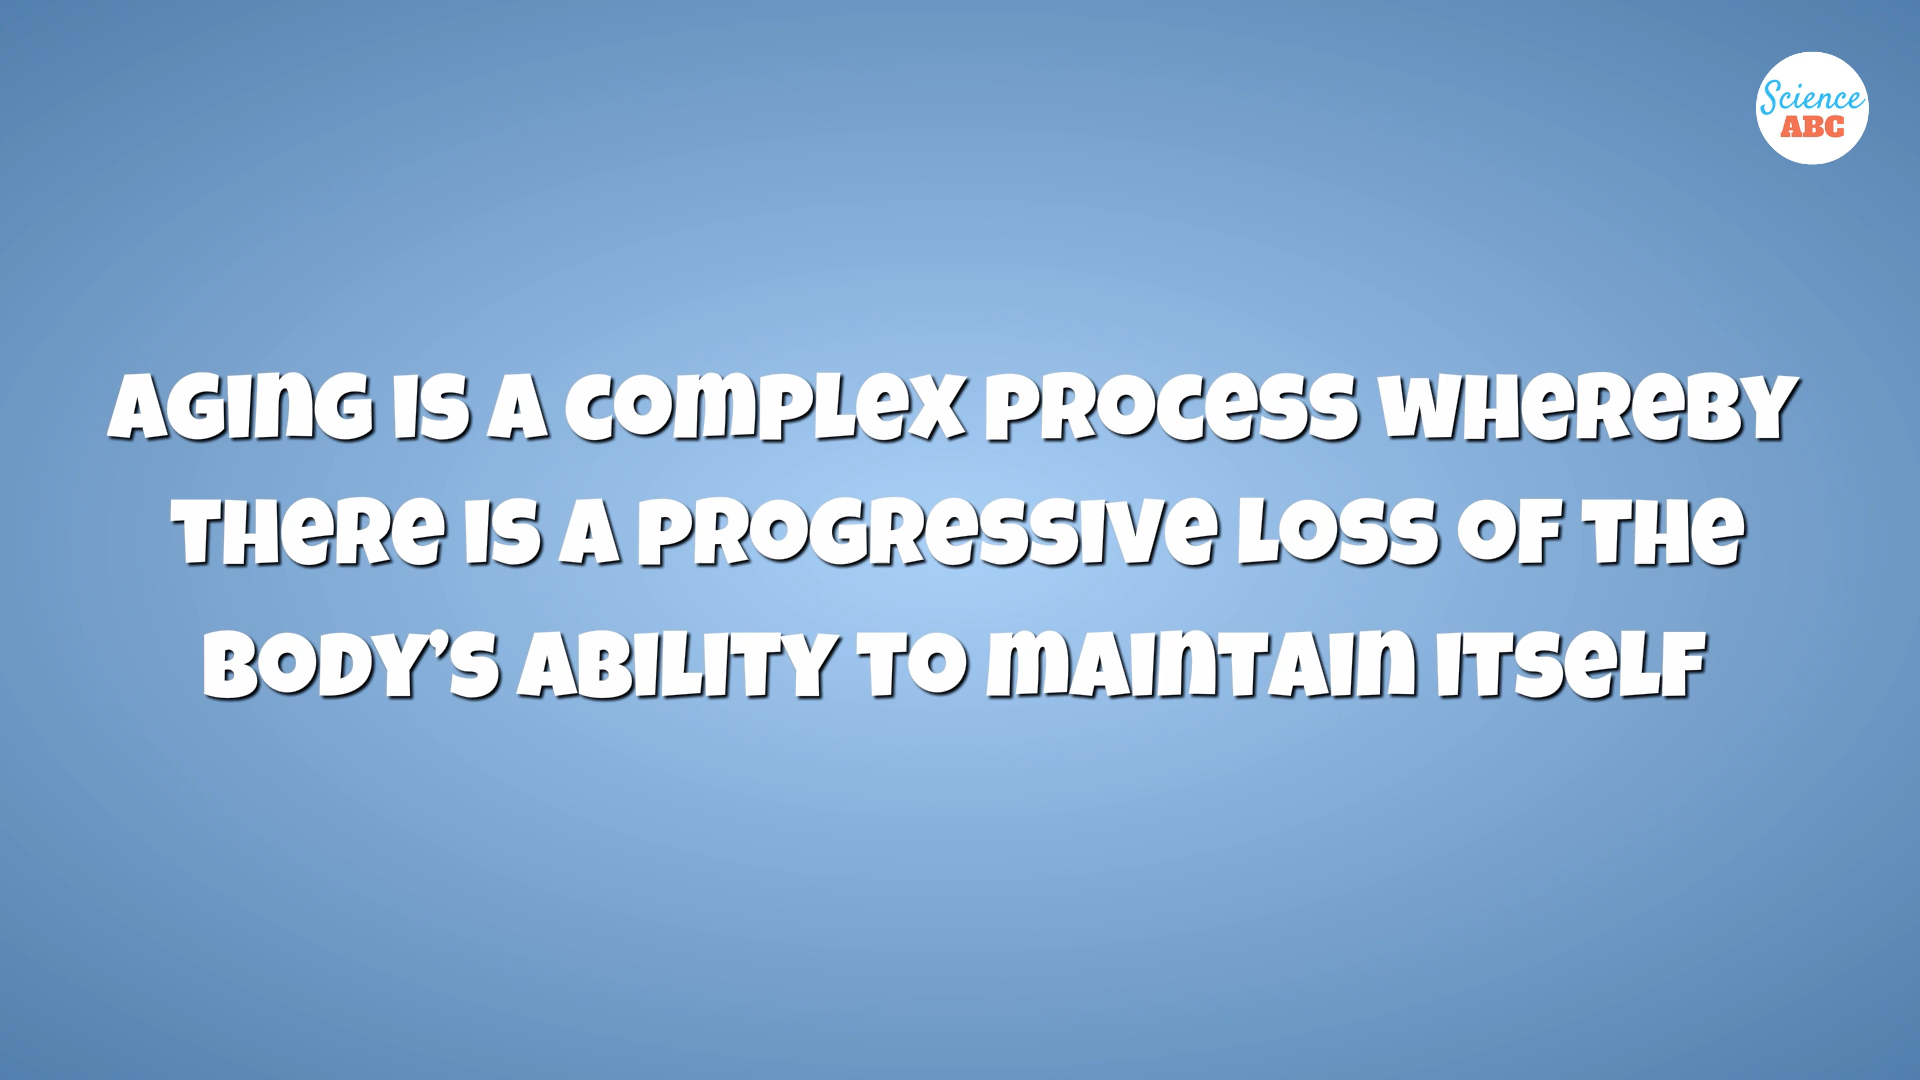 Science
ABC
AGING IS A COMPLEX PROCESS WHEREBY
THERE IS A PROGRESSIVE LOSS OF THE
BODY’S ABILITY TO MAINTAIN ITSELF